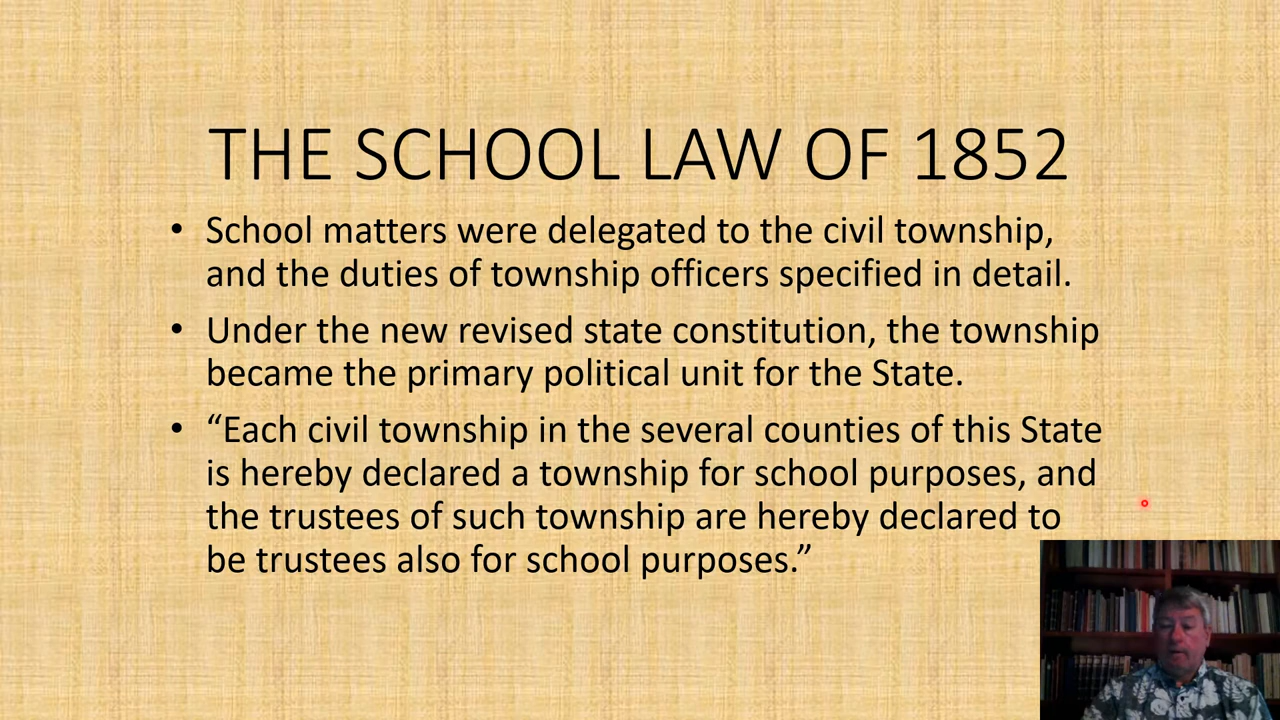 THE SCHOOL LAW OF 1852
• School matters were delegated to the civil township,
and the duties of township officers specified in detail.
• Under the new revised state constitution, the township
became the primary political unit for the State.
• “Each civil township in the several counties of this State
is hereby declared a township for school purposes, and
the trustees of such township are hereby declared to
be trustees also for school purposes.”